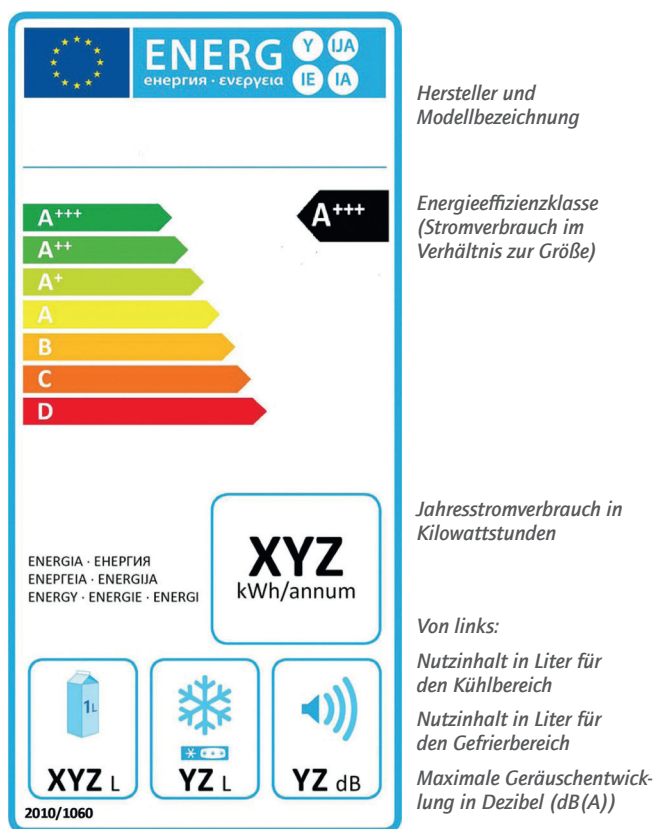 ENERG Y IJA
енергия · ενεργεια IE IA
Hersteller und
Modellbezeichnung
A+++
A++
A+
A
B
C
D
A+++
Energieeffizienzklasse
(Stromverbrauch im
Verhältnis zur Größe)
ENERGIA · ЕНЕРГИЯ
ΕΝΕΡΓΕΙΑ · ENERGIJA
ENERGY · ENERGIE · ENERGI
XYZ
kWh/annum
Jahresstromverbrauch in
Kilowattstunden
1L
XYZ L
YZ L
YZ dB
Von links:
Nutzinhalt in Liter für
den Kühlbereich
Nutzinhalt in Liter für
den Gefrierbereich
Maximale Geräuschentwick-
lung in Dezibel (dB(A))
2010/1060